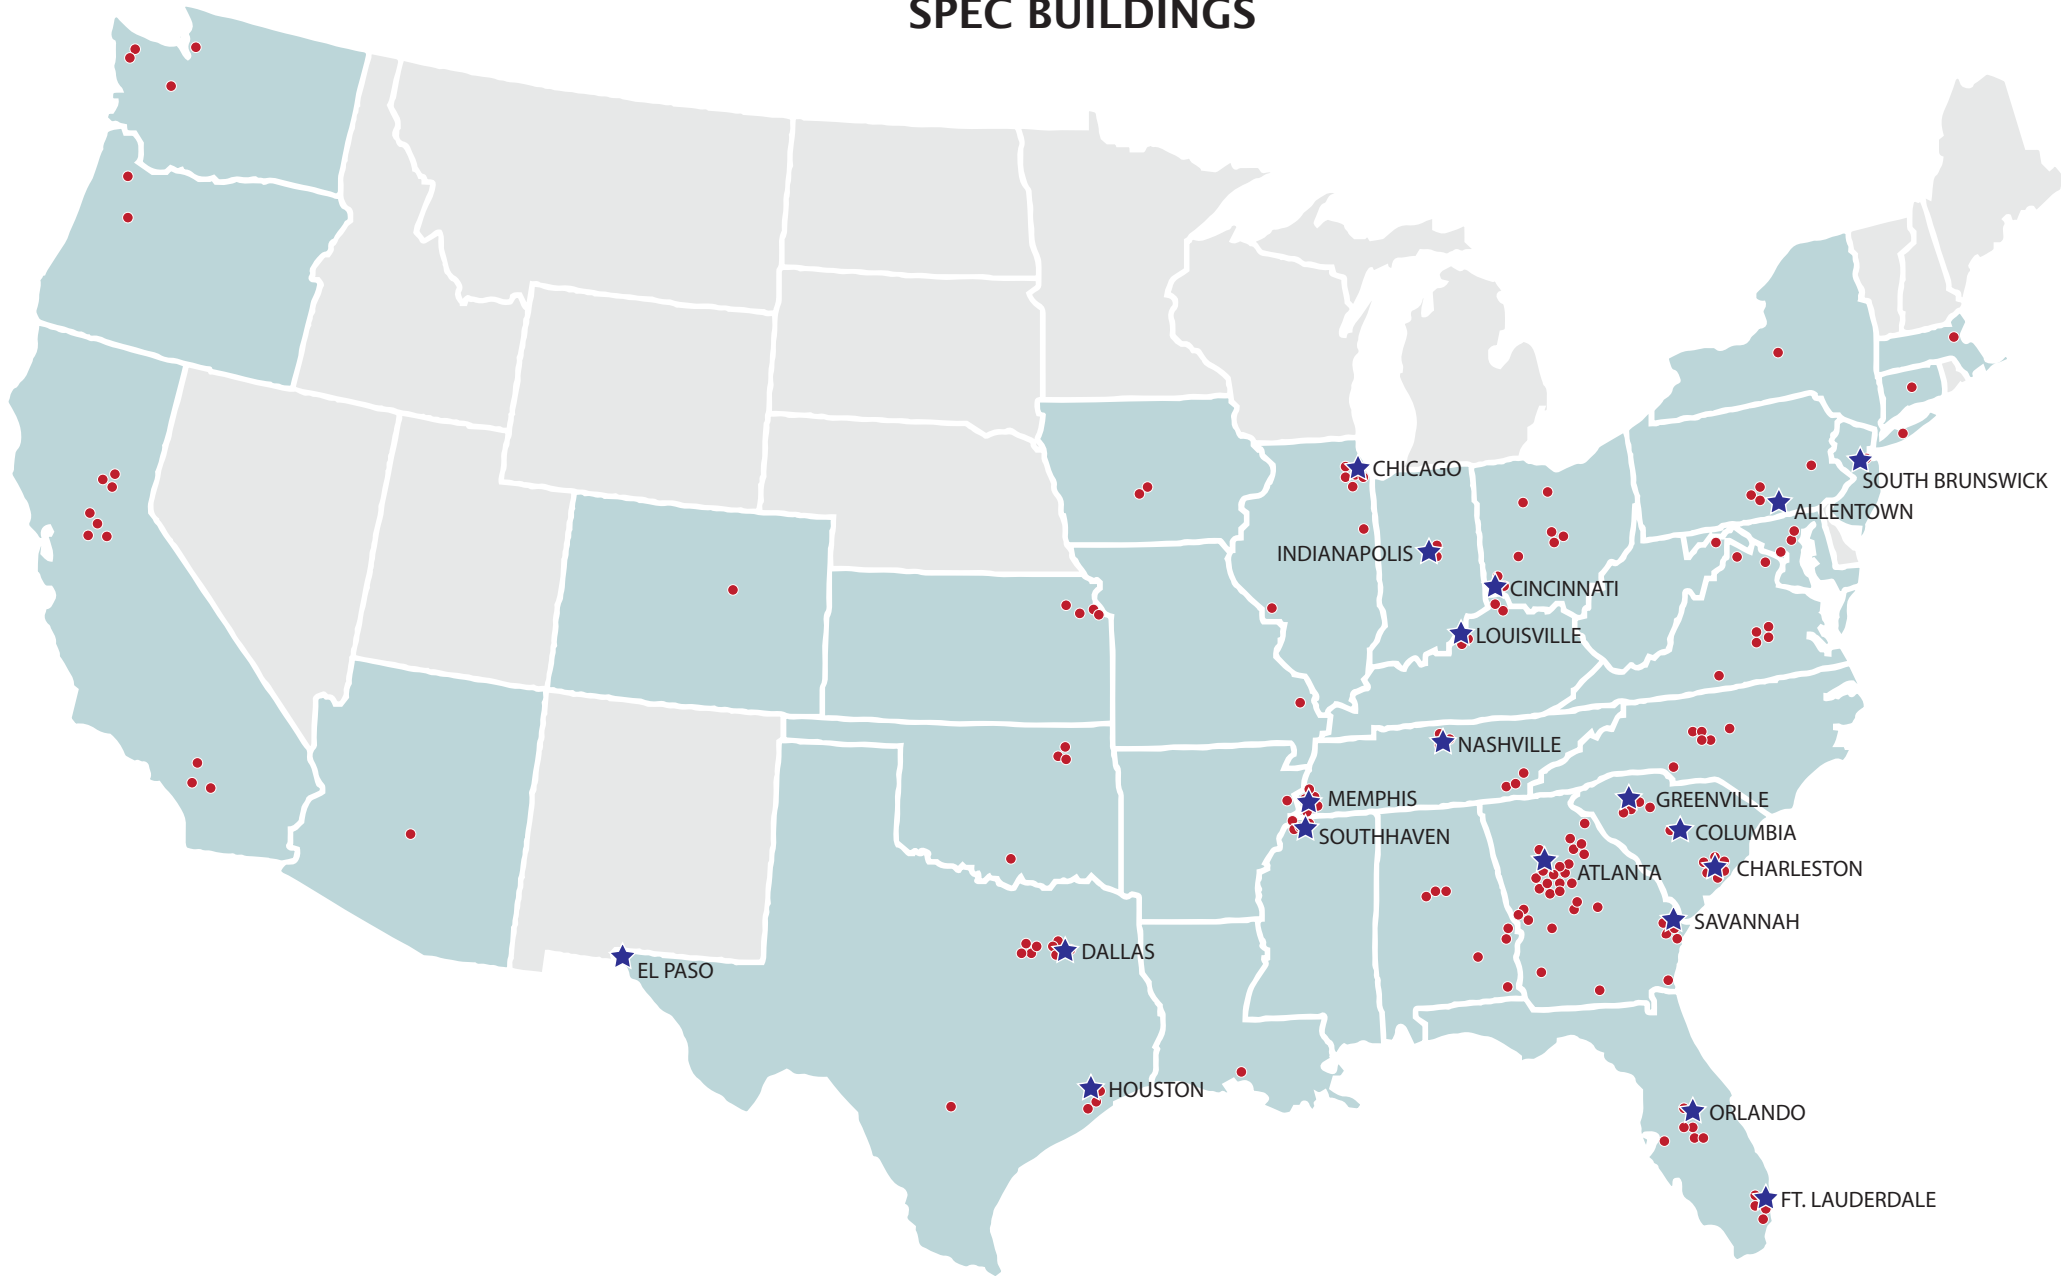 SPEC BUILDINGS
CHICAGO
SOUTH BRUNSWICK
ALLENTOWN
INDIANAPOLIS
CINCINNATI
LOUISVILLE
NASHVILLE
MEMPHIS
GREENVILLE
SOUTHHAVEN
COLUMBIA
ATLANTA
CHARLESTON
SAVANNAH
DALLAS
EL PASO
HOUSTON
ORLANDO
FT. LAUDERDALE